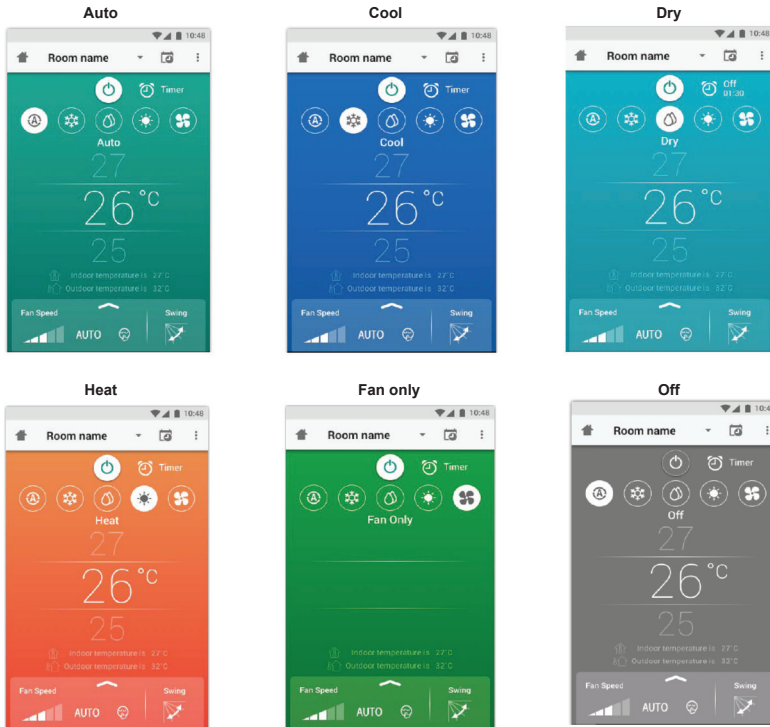 Auto
10:48
Room name
Timer
A
Auto
27
26°C
25
Indoor temperature is 27°C
Outdoor temperature is 32°C
Fan Speed Swing
AUTO
Cool
10:48
Room name
Timer
A
Cool
27
26°C
25
Indoor temperature is 27°C
Outdoor temperature is 32°C
Fan Speed Swing
AUTO
Dry
10:48
Room name
Off
01:30
A
Dry
27
26°C
25
Indoor temperature is 27°C
Outdoor temperature is 32°C
Fan Speed Swing
AUTO
Heat
10:48
Room name
Timer
A
Heat
27
26°C
25
Indoor temperature is 27°C
Outdoor temperature is 32°C
Fan Speed Swing
AUTO
Fan only
10:48
Room name
Timer
A
Fan Only
Indoor temperature is 27°C
Outdoor temperature is 32°C
Fan Speed Swing
AUTO
Off
10:4
Room name
Timer
A
Off
27
26°C
25
Indoor temperature is 27°C
Outdoor temperature is 32°C
Fan Speed Swing
AUTO